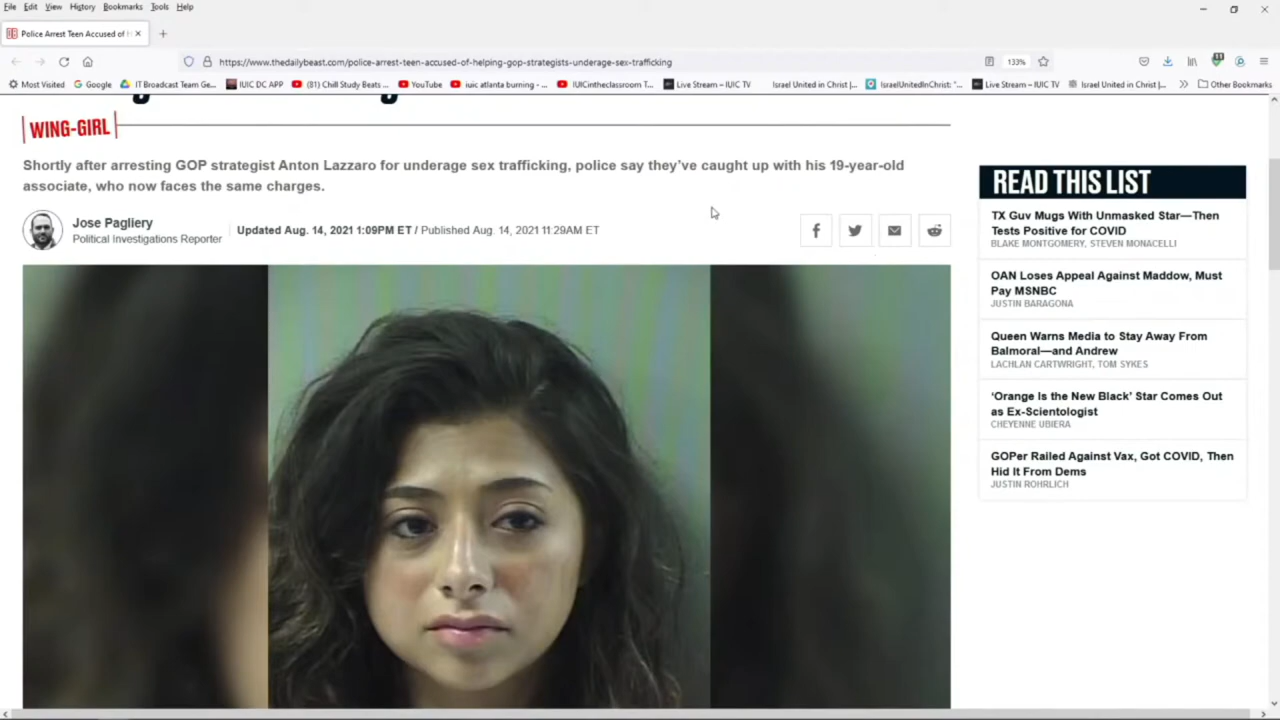 File Edit View History Bookmarks Tools Help
Police Arrest Teen Accused of H
https://www.thedailybeast.com/police-arrest-teen-accused-of-helping-gop-strategists-underage-sex-trafficking
133%
Most Visited Google IT Broadcast Team Ge... IUIC DC APP (81) Chill Study Beats ... YouTube iuic atlanta burning - ... IUICintheclassroom T... Live Stream – IUIC TV Israel United in Christ |... IsraelUnitedInChrist: "... Live Stream – IUIC TV Israel United in Christ |... Other Bookmarks
WING-GIRL
Shortly after arresting GOP strategist Anton Lazzaro for underage sex trafficking, police say they've caught up with his 19-year-old
associate, who now faces the same charges.
Jose Pagliery
Political Investigations Reporter
Updated Aug. 14, 2021 1:09PM ET / Published Aug. 14, 2021 11:29AM ET
READ THIS LIST
TX Guv Mugs With Unmasked Star—Then
Tests Positive for COVID
BLAKE MONTGOMERY, STEVEN MONACELLI
OAN Loses Appeal Against Maddow, Must
Pay MSNBC
JUSTIN BARAGONA
Queen Warns Media to Stay Away From
Balmoral—and Andrew
LACHLAN CARTWRIGHT, TOM SYKES
‘Orange Is the New Black’ Star Comes Out
as Ex-Scientologist
CHEYENNE UBIERA
GOPer Railed Against Vax, Got COVID, Then
Hid It From Dems
JUSTIN ROHRLICH